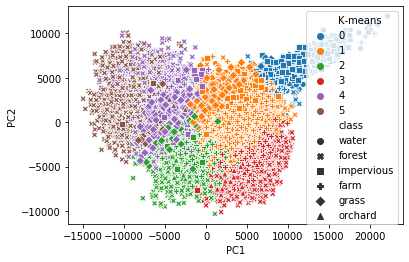 K-means
0
1
2
3
4
5
class
water
forest
impervious
farm
grass
orchard
10000
5000
0
−5000
−10000
PC2
−15000 −10000 −5000 0 5000 10000 15000 20000
PC1